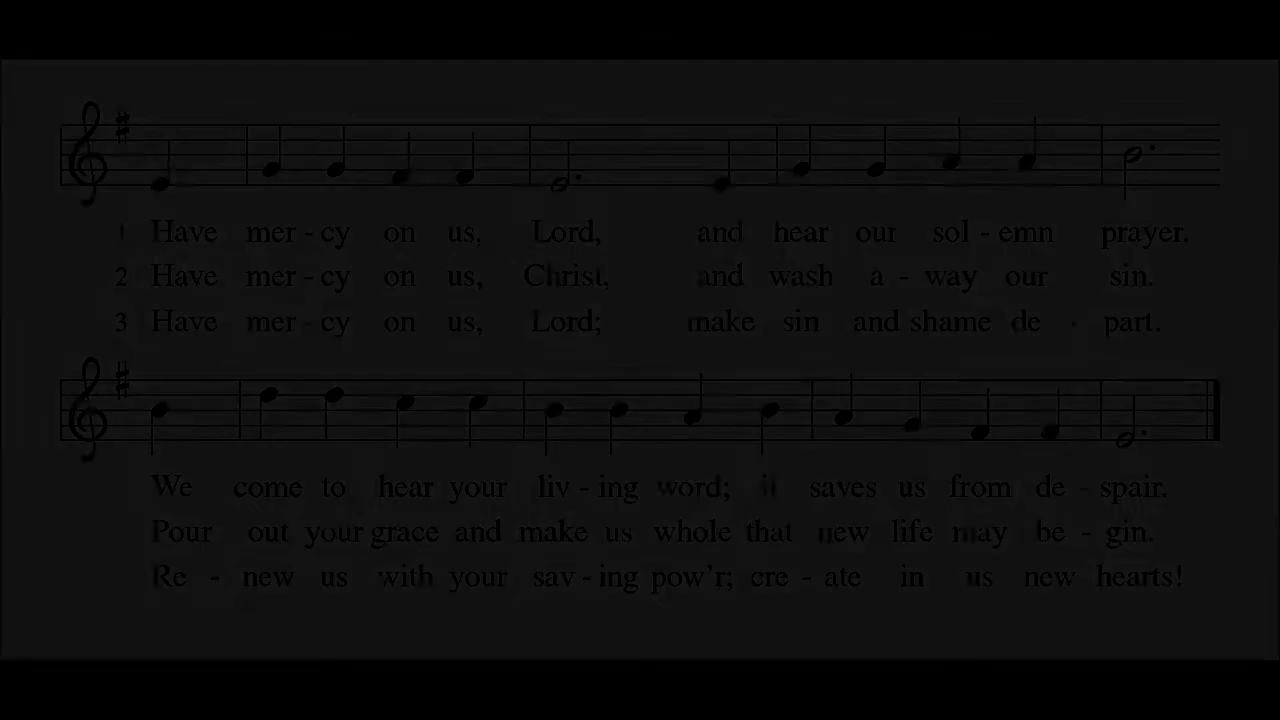 1 Have mer - cy on us, Lord, and hear our sol - emn prayer.
2 Have mer - cy on us, Christ, and wash a - way our sin.
3 Have mer - cy on us, Lord; make sin and shame de - part.
We come to hear your liv - ing word; it saves us from de - spair.
Pour out your grace and make us whole that new life may be - gin.
Re - new us with your sav - ing pow'r; cre - ate in us new hearts!